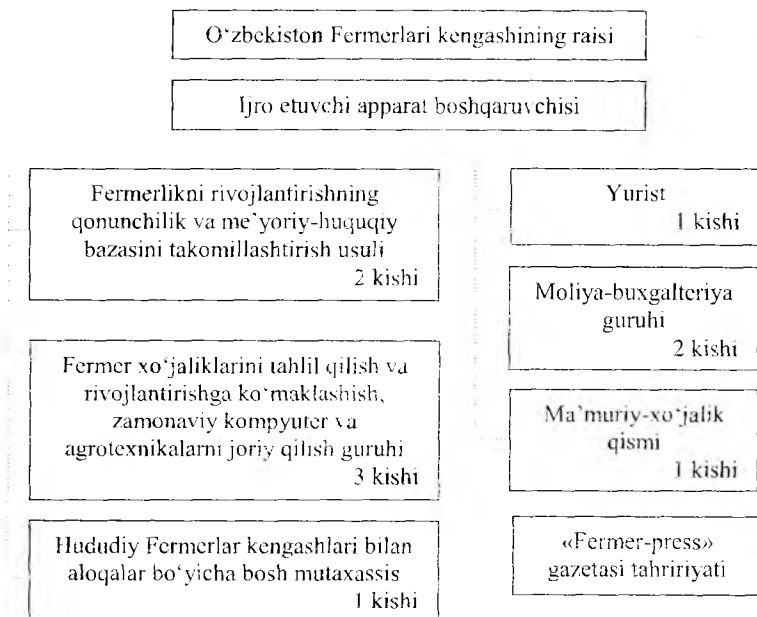 O‘zbekiston Fermerlari kengashining raisi
Ijro etuvchi apparat boshqaruvchisi
Fermerlikni rivojlantirishning
qonunchilik va me’yoriy-huquqiy
bazasini takomillashtirish usuli
2 kishi
Fermer xo‘jaliklarini tahlil qilish va
rivojlantirishga ko‘maklashish,
zamonaviy kompyuter va
agrotexnikalarni joriy qilish guruhi
3 kishi
Hududiy Fermerlar kengashlari bilan
aloqalar bo‘yicha bosh mutaxassis
1 kishi
Yurist
1 kishi
Moliya-buxgalteriya
guruhi
2 kishi
Ma’muriy-xo‘jalik
qismi
1 kishi
«Fermer-press»
gazetasi tahririyati